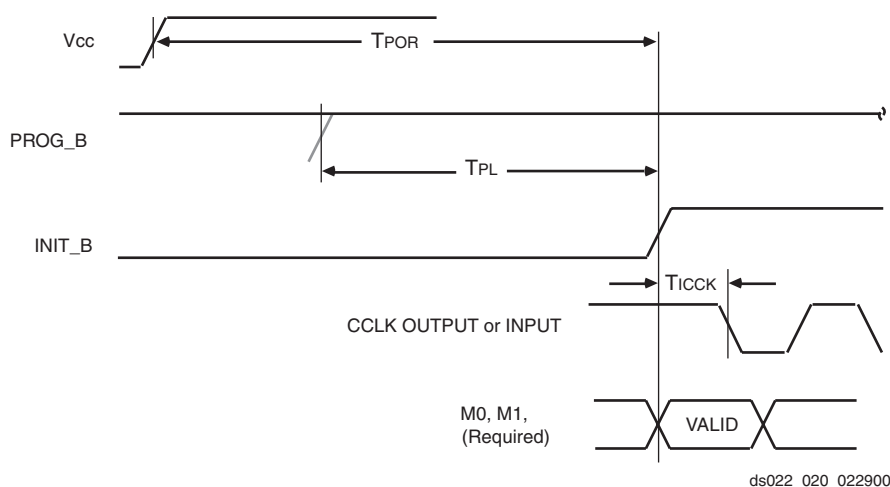 Vcc
TPOR
PROG_B
TPL
INIT_B
TICCK
CCLK OUTPUT or INPUT
M0, M1,
(Required)
VALID
ds022_020_022900